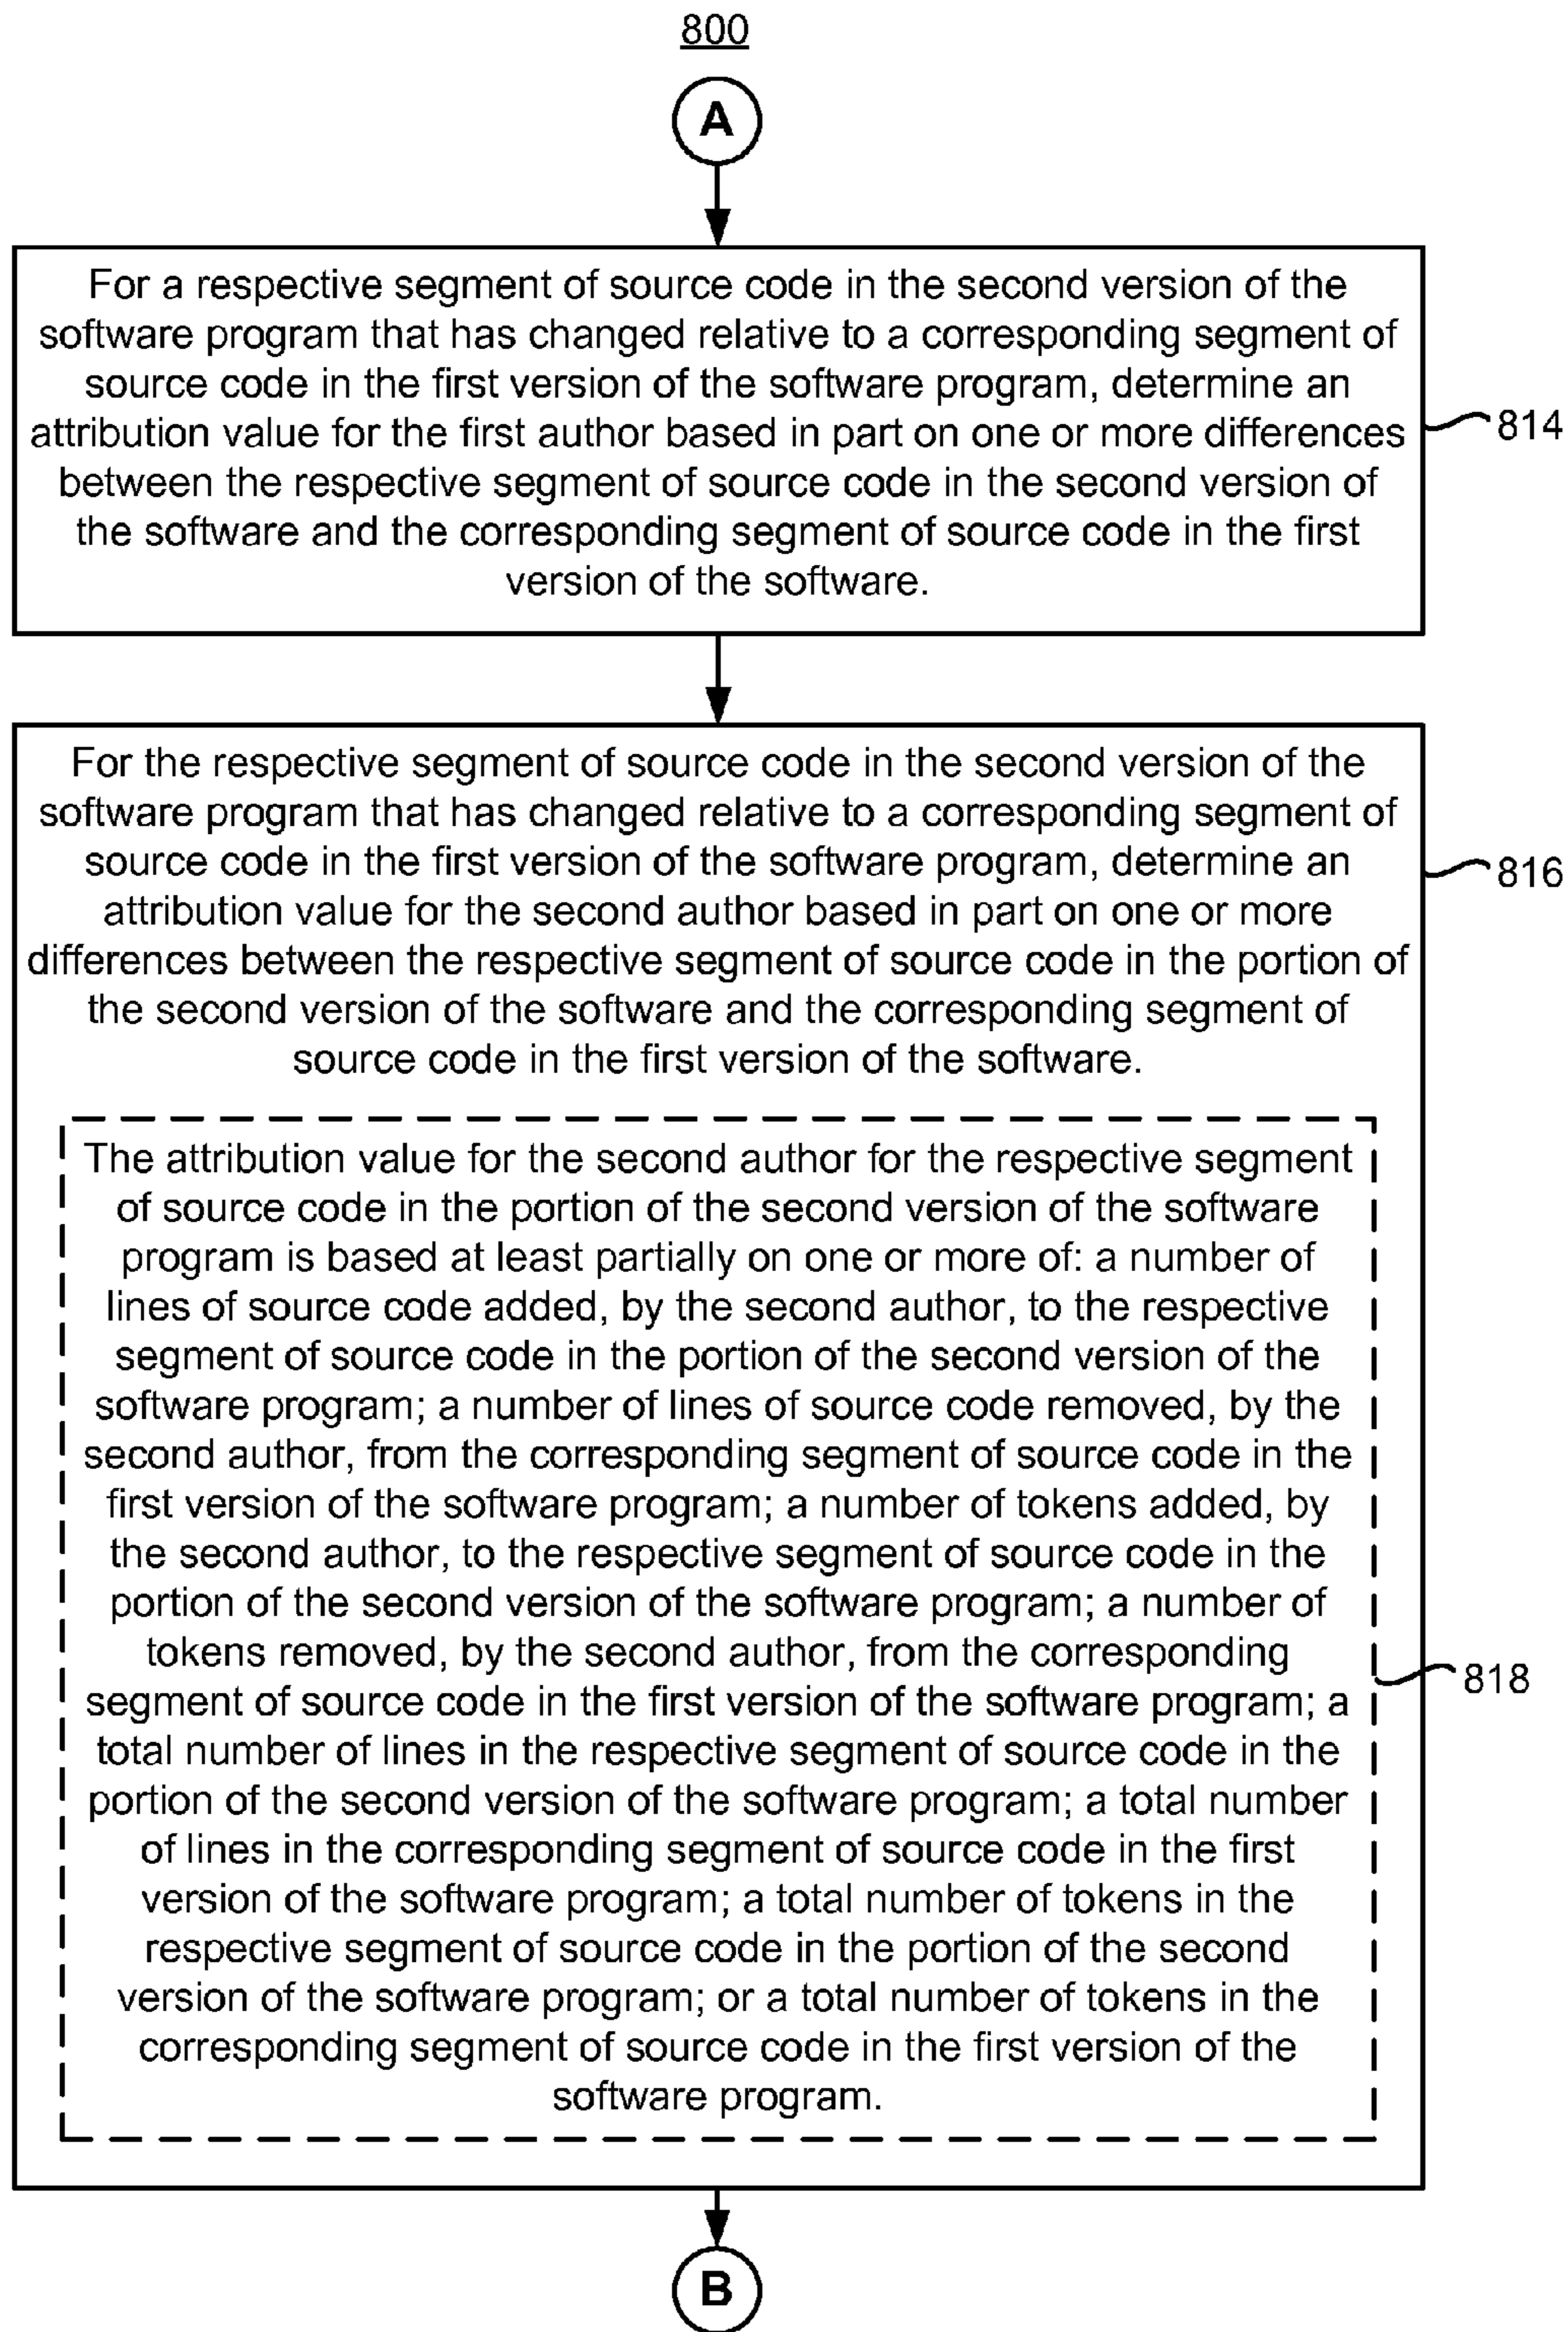 800
A
For a respective segment of source code in the second version of the
software program that has changed relative to a corresponding segment of
source code in the first version of the software program, determine an
attribution value for the first author based in part on one or more differences
between the respective segment of source code in the second version of
the software and the corresponding segment of source code in the first
version of the software.
814
For the respective segment of source code in the second version of the
software program that has changed relative to a corresponding segment of
source code in the first version of the software program, determine an
attribution value for the second author based in part on one or more
differences between the respective segment of source code in the portion of
the second version of the software and the corresponding segment of
source code in the first version of the software.
816
The attribution value for the second author for the respective segment
of source code in the portion of the second version of the software
program is based at least partially on one or more of: a number of
lines of source code added, by the second author, to the respective
segment of source code in the portion of the second version of the
software program; a number of lines of source code removed, by the
second author, from the corresponding segment of source code in the
first version of the software program; a number of tokens added, by
the second author, to the respective segment of source code in the
portion of the second version of the software program; a number of
tokens removed, by the second author, from the corresponding
segment of source code in the first version of the software program; a
total number of lines in the respective segment of source code in the
portion of the second version of the software program; a total number
of lines in the corresponding segment of source code in the first
version of the software program; a total number of tokens in the
respective segment of source code in the portion of the second
version of the software program; or a total number of tokens in the
corresponding segment of source code in the first version of the
software program.
818
B